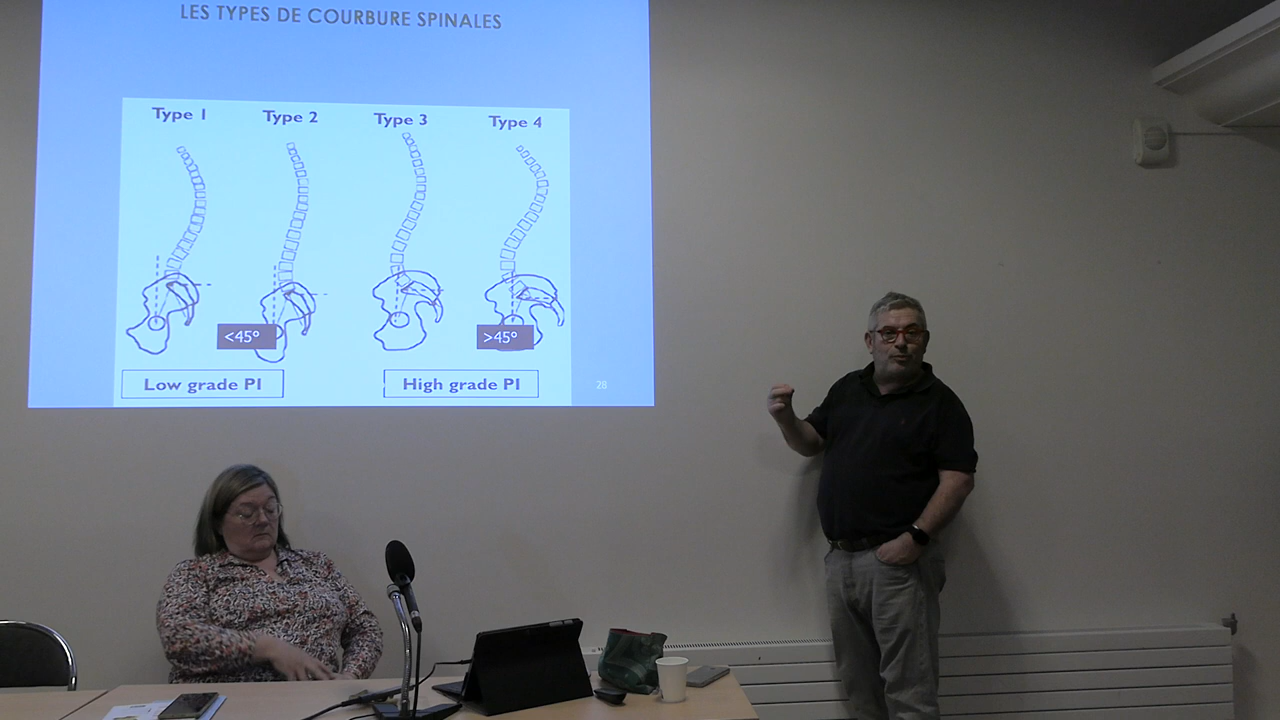 LES TYPES DE COURBURE SPINALES
Type 1 Type 2 Type 3 Type 4
<45° >45°
Low grade PI High grade PI
28